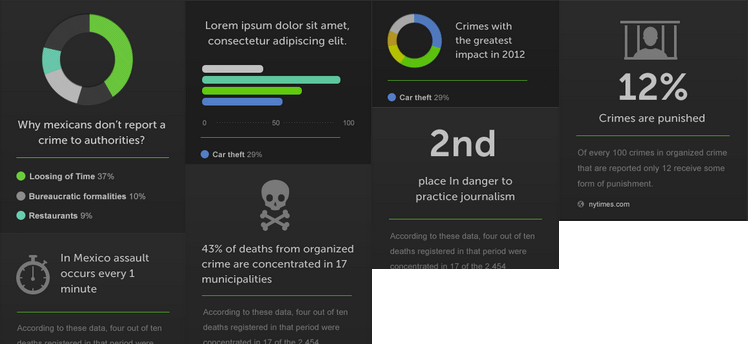 Why mexicans don't report a
crime to authorities?
Loosing of Time 37%
Bureaucratic formalities 10%
Restaurants 9%
In Mexico assault
occurs every 1
minute
According to these data, four out of ten
deaths registered in that period were
Lorem ipsum dolor sit amet,
consectetur adipiscing elit.
0 50 100
Car theft 29%
43% of deaths from organized
crime are concentrated in 17
municipalities
According to these data, four out of ten
deaths registered in that period were
concentrated in 17 of the 2,454
Crimes with
the greatest
impact in 2012
Car theft 29%
2nd
place In danger to
practice journalism
According to these data, four out of ten
deaths registered in that period were
concentrated in 17 of the 2,454
12%
Crimes are punished
Of every 100 crimes in organized crime
that are reported only 12 receive some
form of punishment.
nytimes.com